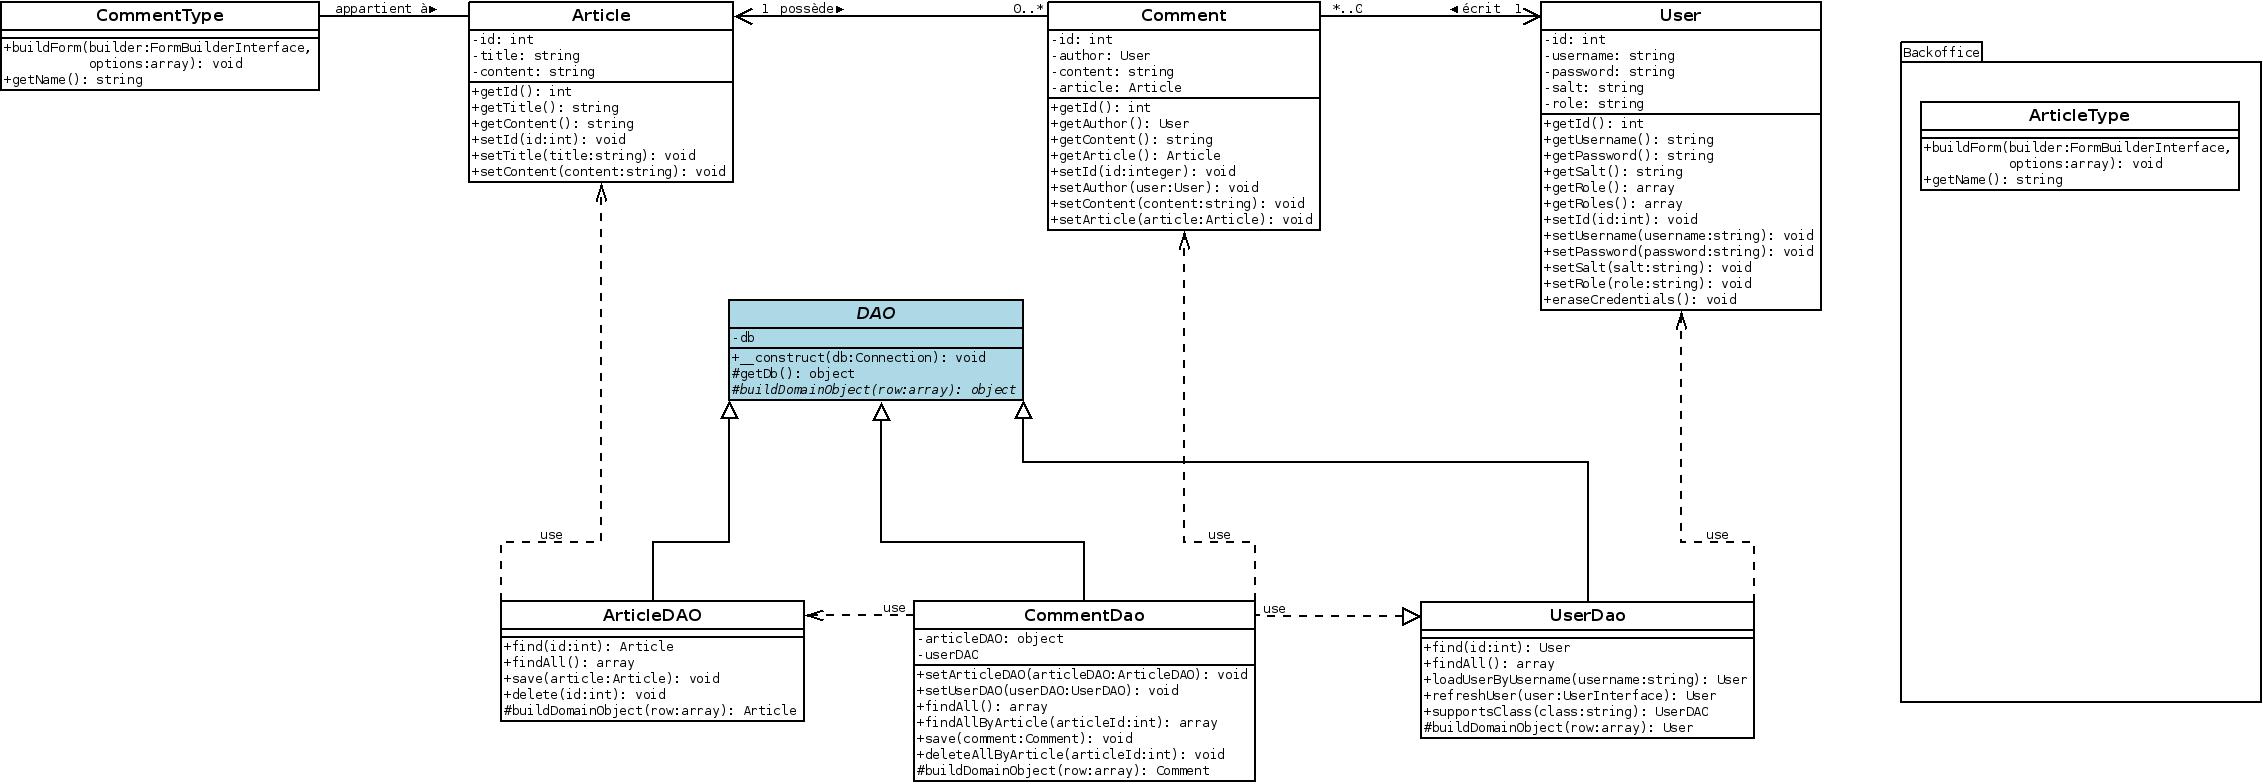 CommentType
+buildForm(builder:FormBuilderInterface,
options:array): void
+getName(): string
appartient à►
Article
-id: int
-title: string
-content: string
+getId(): int
+getTitle(): string
+getContent(): string
+setId(id:int): void
+setTitle(title:string): void
+setContent(content:string): void
1 possède►
0..*
Comment
-id: int
-author: User
-content: string
-article: Article
+getId(): int
+getAuthor(): User
+getContent(): string
+getArticle(): Article
+setId(id:integer): void
+setAuthor(user:User): void
+setContent(content:string): void
+setArticle(article:Article): void
*..0
◄écrit 1
User
-id: int
-username: string
-password: string
-salt: string
-role: string
+getId(): int
+getUsername(): string
+getPassword(): string
+getSalt(): string
+getRole(): array
+getRoles(): array
+setId(id:int): void
+setUsername(username:string): void
+setPassword(password:string): void
+setSalt(salt:string): void
+setRole(role:string): void
+eraseCredentials(): void
Backoffice
ArticleType
+buildForm(builder:FormBuilderInterface,
options:array): void
+getName(): string
DAO
-db
+__construct(db:Connection): void
#getDb(): object
#buildDomainObject(row:array): object
use
use
use
ArticleDAO
+find(id:int): Article
+findAll(): array
+save(article:Article): void
+delete(id:int): void
#buildDomainObject(row:array): Article
use
CommentDao
-articleDAO: object
-userDAO
+setArticleDAO(articleDAO:ArticleDAO): void
+setUserDAO(userDAO:UserDAO): void
+findAll(): array
+findAllByArticle(articleId:int): array
+save(comment:Comment): void
+deleteAllByArticle(articleId:int): void
#buildDomainObject(row:array): Comment
use
UserDao
+find(id:int): User
+findAll(): array
+loadUserByUsername(username:string): User
+refreshUser(user:UserInterface): User
+supportsClass(class:string): UserDAO
#buildDomainObject(row:array): User